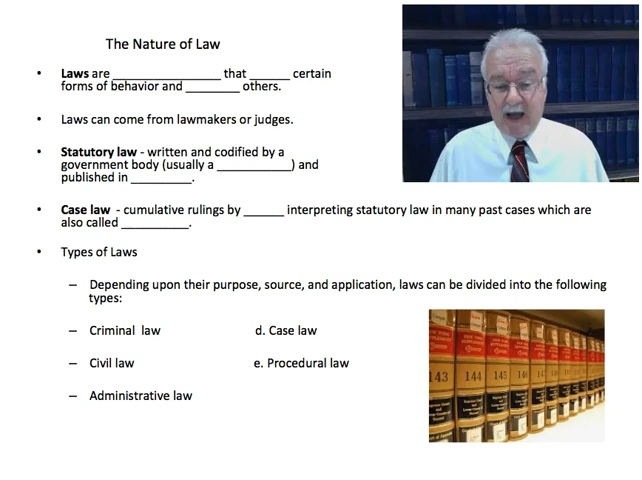 The Nature of Law
• Laws are ________________ that ______ certain
forms of behavior and ________ others.
• Laws can come from lawmakers or judges.
• Statutory law - written and codified by a
government body (usually a ___________) and
published in _________.
• Case law - cumulative rulings by ______ interpreting statutory law in many past cases which are
also called __________.
• Types of Laws
– Depending upon their purpose, source, and application, laws can be divided into the following
types:
– Criminal law d. Case law
– Civil law e. Procedural law
– Administrative law
143 144 145 146